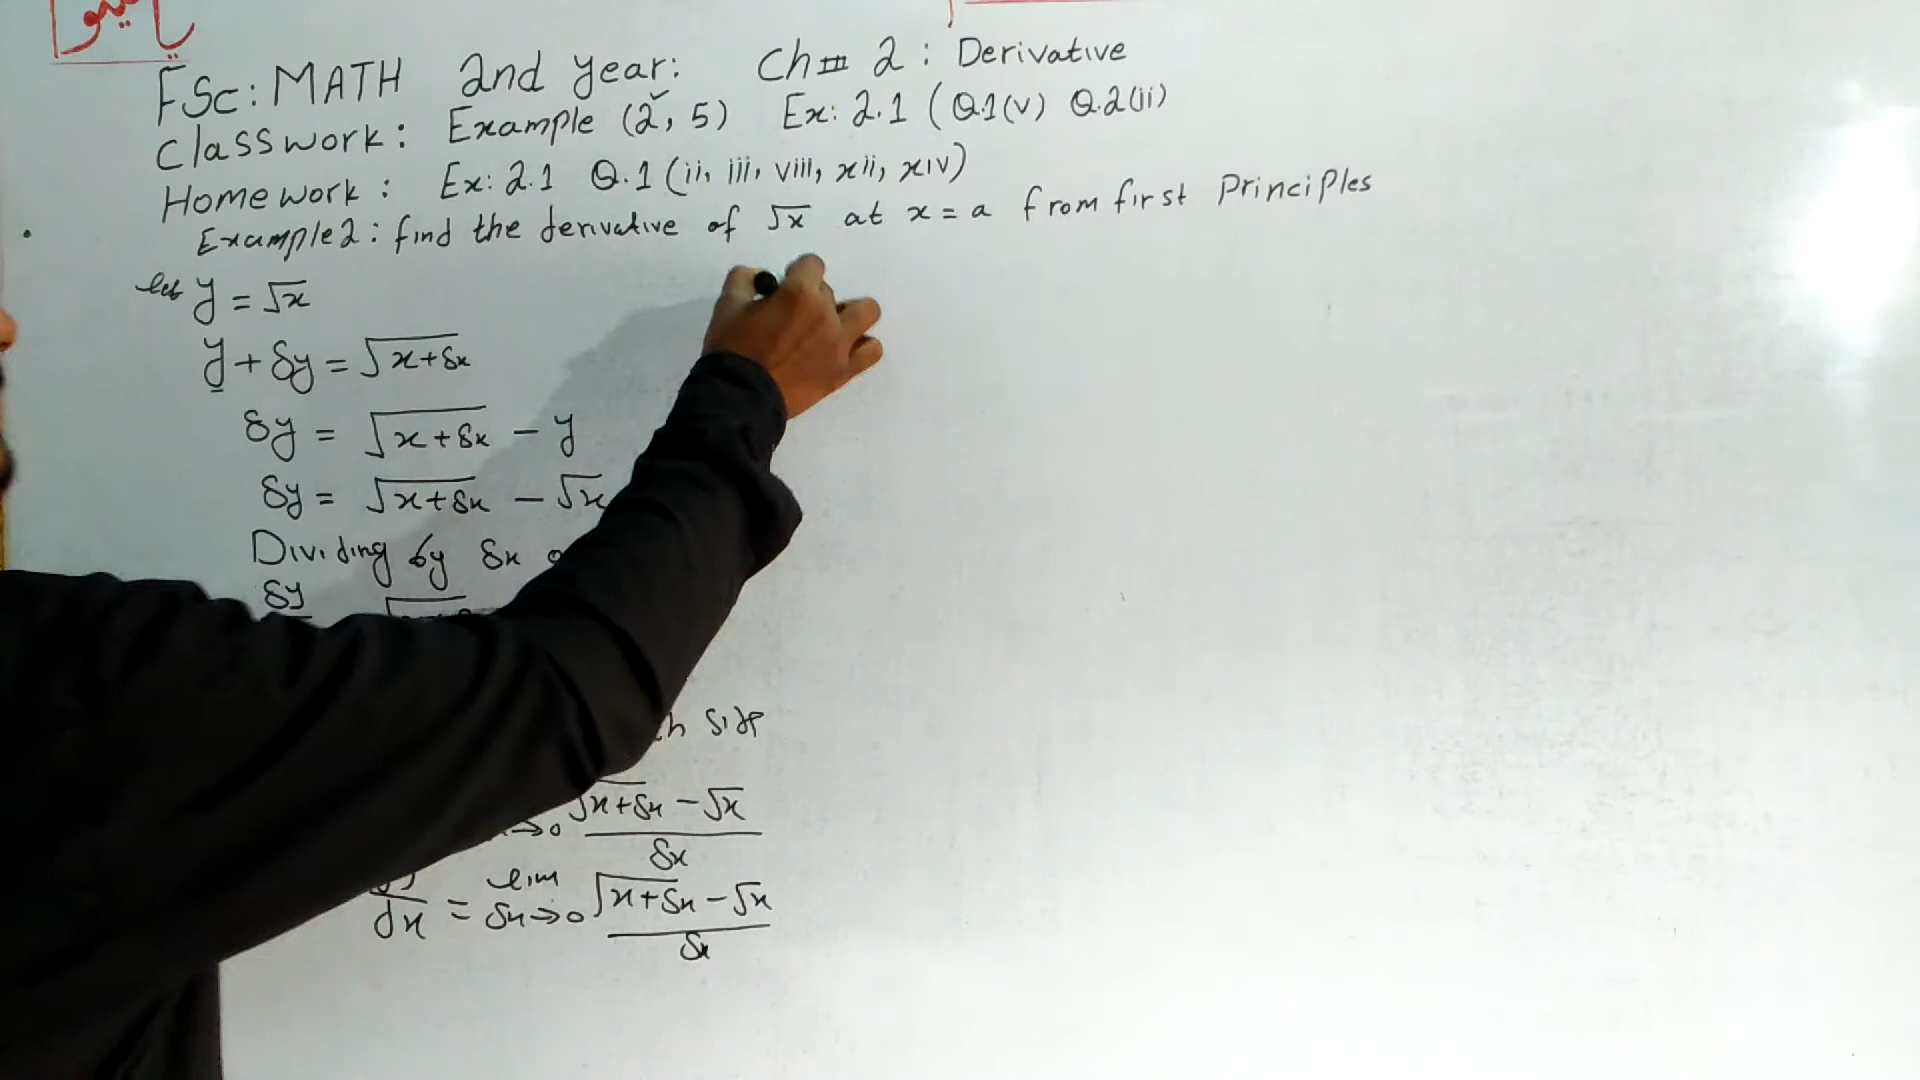 FSc: MATH 2nd year: Ch# 2: Derivative
Classwork: Example (2, 5) Ex: 2.1 (Q.1(v) Q.2(ii)
Homework: Ex: 2.1 Q.1 (ii, iii, viii, xii, xiv)
Example 2: find the derivative of √x at x = a from first Principles
let y = √x
y + δy = √x+δx
δy = √x+δx − y
δy = √x+δx − √x
Dividing by δx
δy
side
→0 √x+δx − √x
δx
dx = lim δx→0 √x+δx − √x
δx